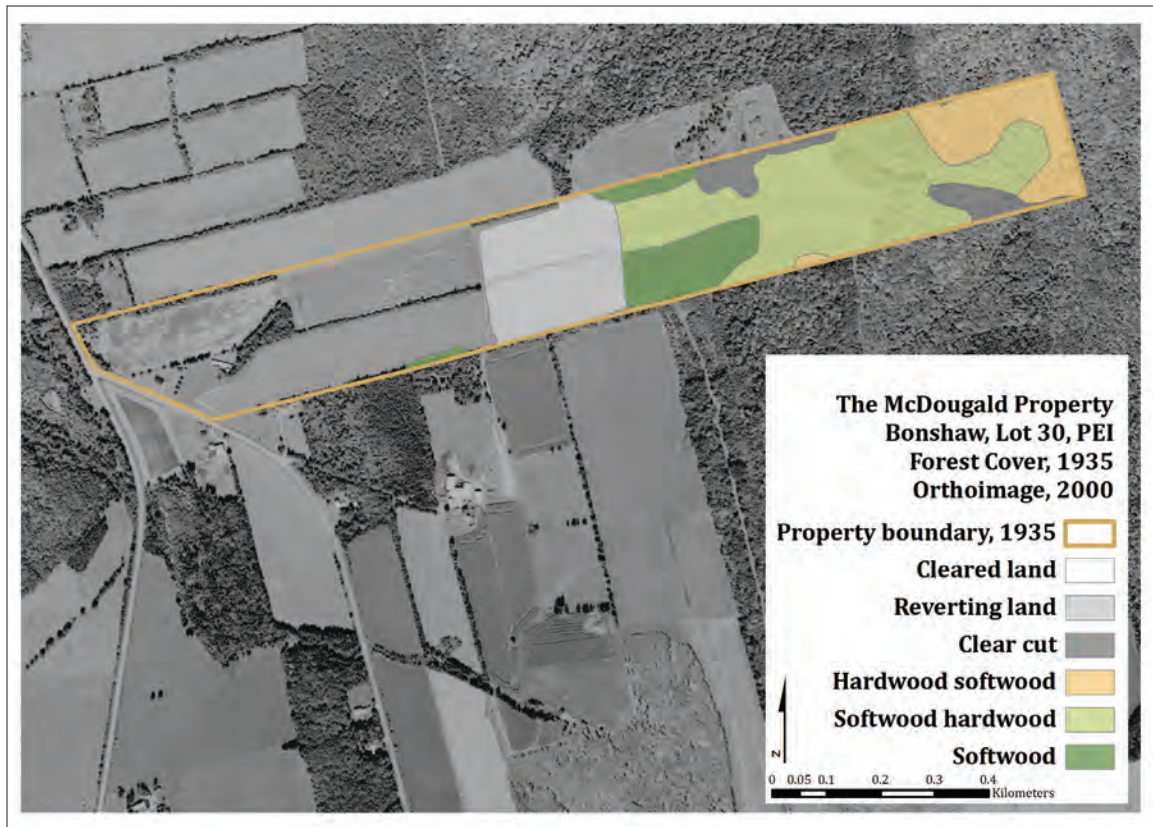 The McDougald Property
Bonshaw, Lot 30, PEI
Forest Cover, 1935
Orthoimage, 2000
Property boundary, 1935
Cleared land
Reverting land
Clear cut
Hardwood softwood
Softwood hardwood
Softwood
N
0 0.05 0.1 0.2 0.3 0.4
Kilometers